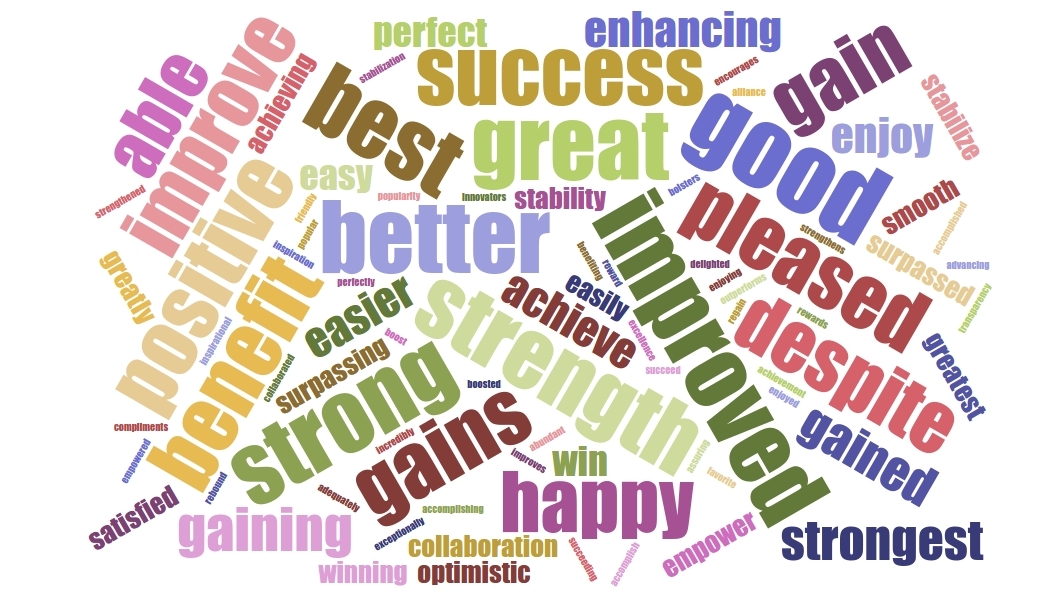 perfect
enhancing
success
able
improve
achieving
stabilization
best
encourages
alliance
gain
stabilize
great
good
enjoy
easy
strengthened
positive
popularity
innovators
stability
bolsters
pleased
smooth
friendly
popular
better
improved
strengthens
accomplished
surpassed
greatly
inspiration
benefit
perfectly
benefiting
reward
delighted
enjoying
outperforms
advancing
transparency
easier
strength
achieve
easily
regain
rewards
despite
inspirational
boost
excellence
greatest
collaborated
surpassing
strong
boosted
succeed
achievement
enjoyed
gained
compliments
empowered
incredibly
gains
abundant
improves
win
assuring
favorite
rebound
adequately
happy
satisfied
gaining
accomplishing
exceptionally
collaboration
empower
strongest
winning
optimistic
succeeding
accomplish